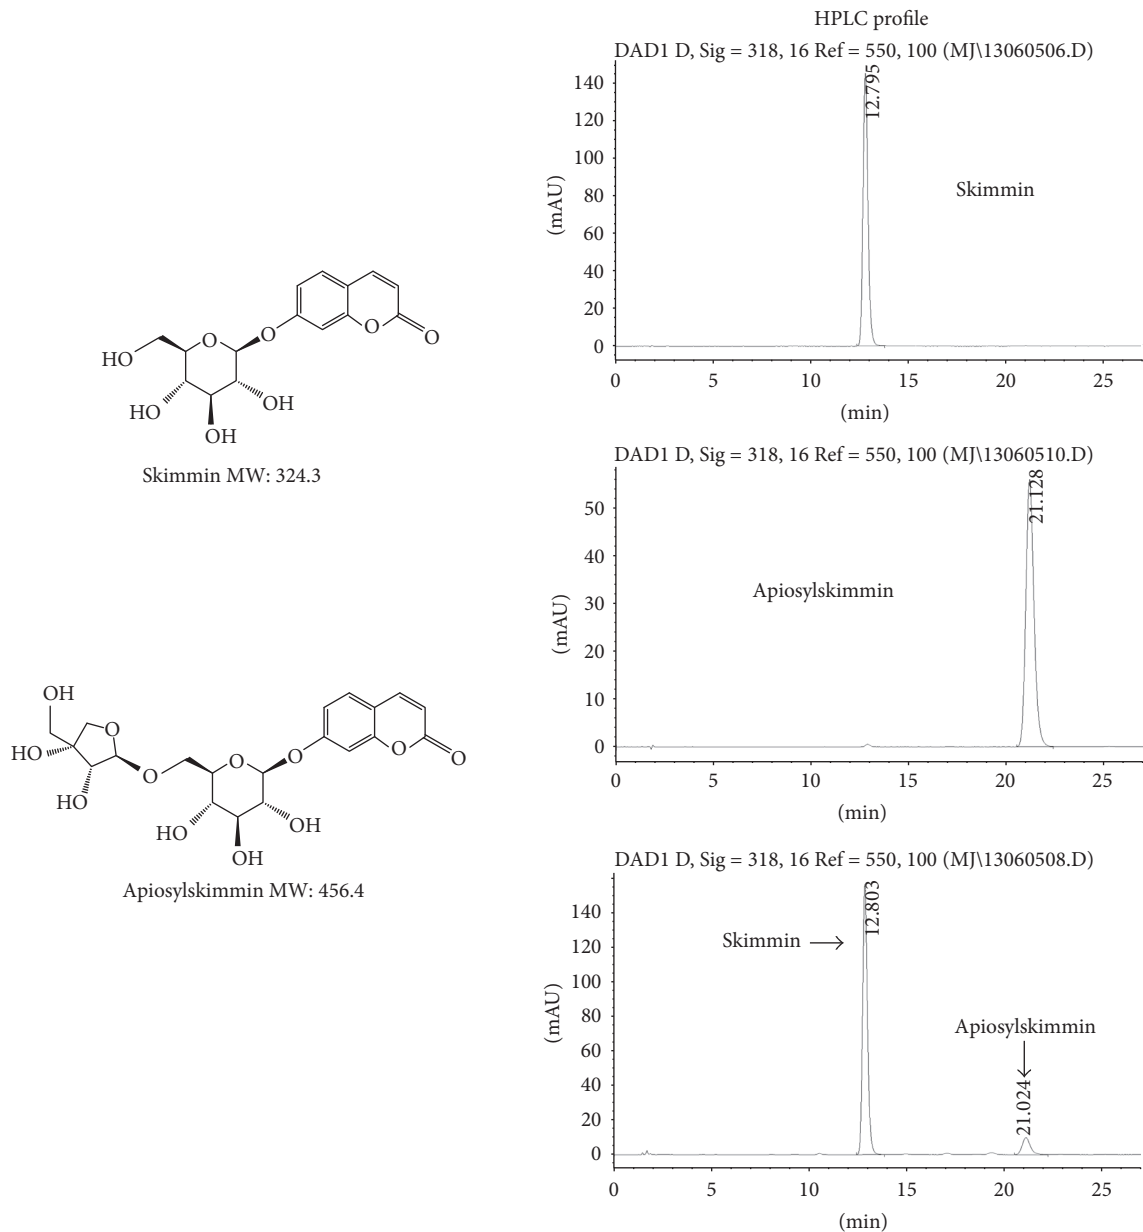 HPLC profile
DAD1 D, Sig = 318, 16 Ref = 550, 100 (MJ\13060506.D)
12.795
140
120
100
80
60
40
20
0
(mAU)
Skimmin
0 5 10 15 20 25
(min)
O O O
O
HO
O
HO
OH
OH
Skimmin MW: 324.3
DAD1 D, Sig = 318, 16 Ref = 550, 100 (MJ\13060510.D)
21.128
50
40
30
20
10
0
(mAU)
Apiosylskimmin
0 5 10 15 20 25
(min)
OH
O
HO
HO
O
O
O
O
O
HO
OH
OH
Apiosylskimmin MW: 456.4
DAD1 D, Sig = 318, 16 Ref = 550, 100 (MJ\13060508.D)
12.803
140
120
100
80
60
40
20
0
(mAU)
Skimmin
Apiosylskimmin
21.024
0 5 10 15 20 25
(min)